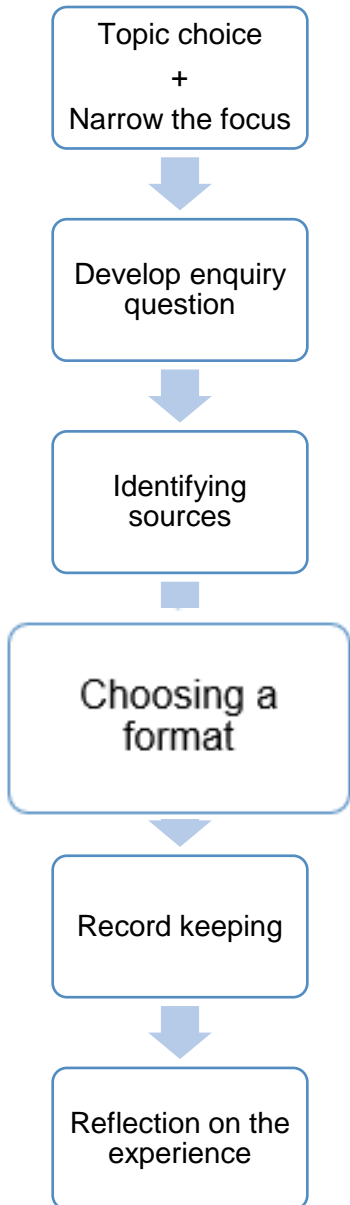 Topic choice
+
Narrow the focus
Develop enquiry
question
Identifying
sources
Choosing a
format
Record keeping
Reflection on the
experience